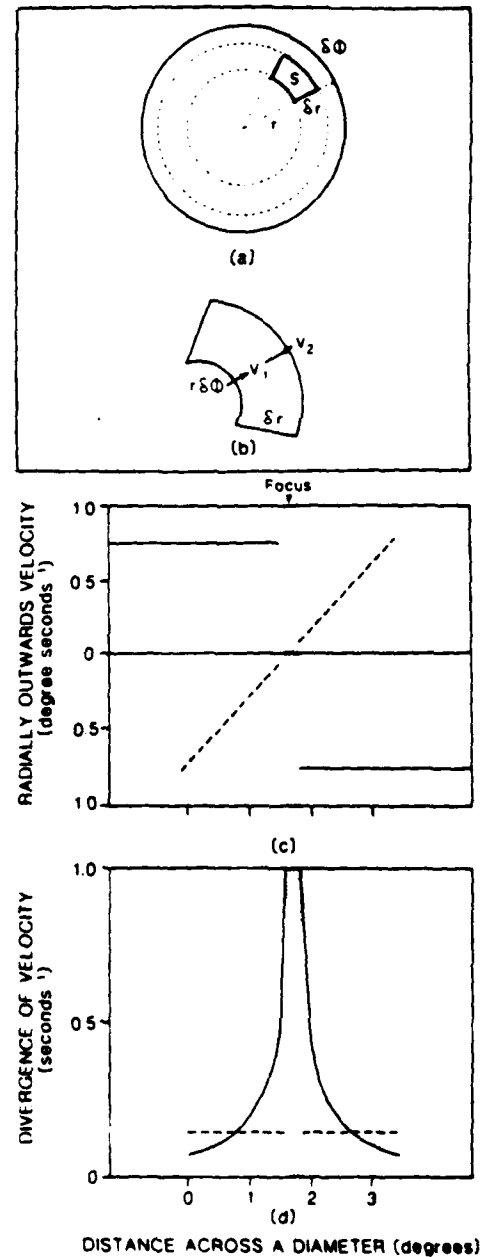 δΦ
S
δr
r
(a)
V₂
V₁
rδΦ
δr
(b)
Focus
RADIALLY OUTWARDS VELOCITY
(degree seconds⁻¹)
1 0
0 5
0
0 5
1 0
(c)
DIVERGENCE OF VELOCITY
(seconds⁻¹)
1.0
0 5
0
0 1 2 3
(d)
DISTANCE ACROSS A DIAMETER (degrees)